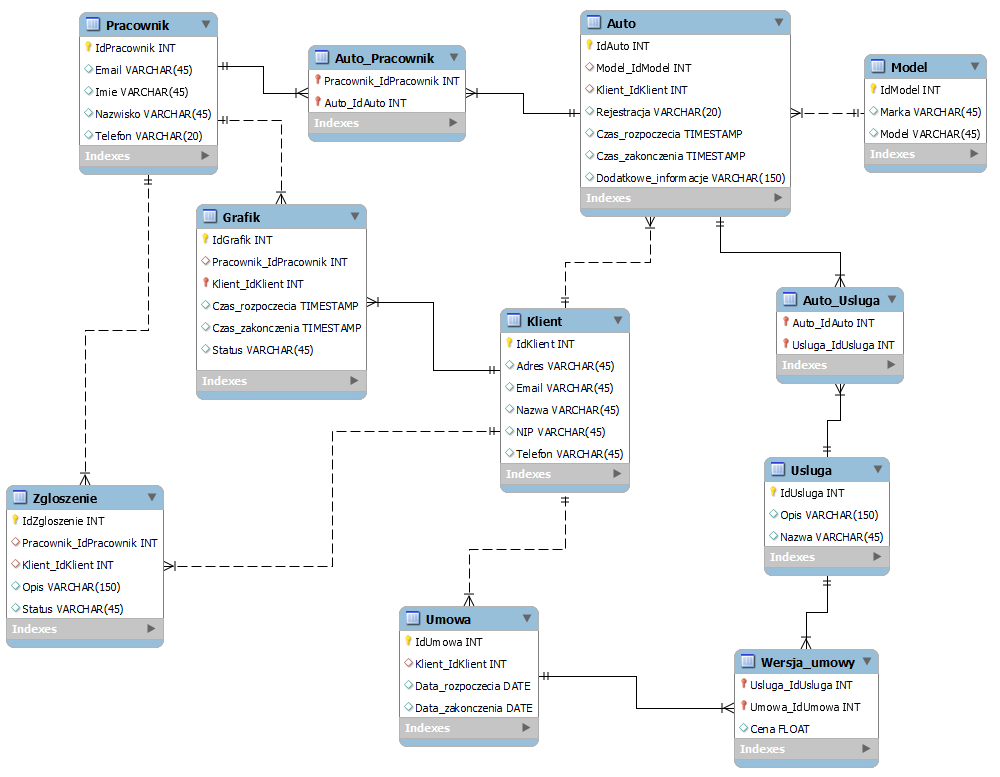 Pracownik
IdPracownik INT
Email VARCHAR(45)
Imie VARCHAR(45)
Nazwisko VARCHAR(45)
Telefon VARCHAR(20)
Indexes
Auto_Pracownik
Pracownik_IdPracownik INT
Auto_IdAuto INT
Indexes
Auto
IdAuto INT
Model_IdModel INT
Klient_IdKlient INT
Rejestracja VARCHAR(20)
Czas_rozpoczecia TIMESTAMP
Czas_zakonczenia TIMESTAMP
Dodatkowe_informacje VARCHAR(150)
Indexes
Model
IdModel INT
Marka VARCHAR(45)
Model VARCHAR(45)
Indexes
Grafik
IdGrafik INT
Pracownik_IdPracownik INT
Klient_IdKlient INT
Czas_rozpoczecia TIMESTAMP
Czas_zakonczenia TIMESTAMP
Status VARCHAR(45)
Indexes
Klient
IdKlient INT
Adres VARCHAR(45)
Email VARCHAR(45)
Nazwa VARCHAR(45)
NIP VARCHAR(45)
Telefon VARCHAR(45)
Indexes
Auto_Usluga
Auto_IdAuto INT
Usluga_IdUsluga INT
Indexes
Usluga
IdUsluga INT
Opis VARCHAR(150)
Nazwa VARCHAR(45)
Indexes
Zgloszenie
IdZgloszenie INT
Pracownik_IdPracownik INT
Klient_IdKlient INT
Opis VARCHAR(150)
Status VARCHAR(45)
Indexes
Umowa
IdUmowa INT
Klient_IdKlient INT
Data_rozpoczecia DATE
Data_zakonczenia DATE
Indexes
Wersja_umowy
Usluga_IdUsluga INT
Umowa_IdUmowa INT
Cena FLOAT
Indexes